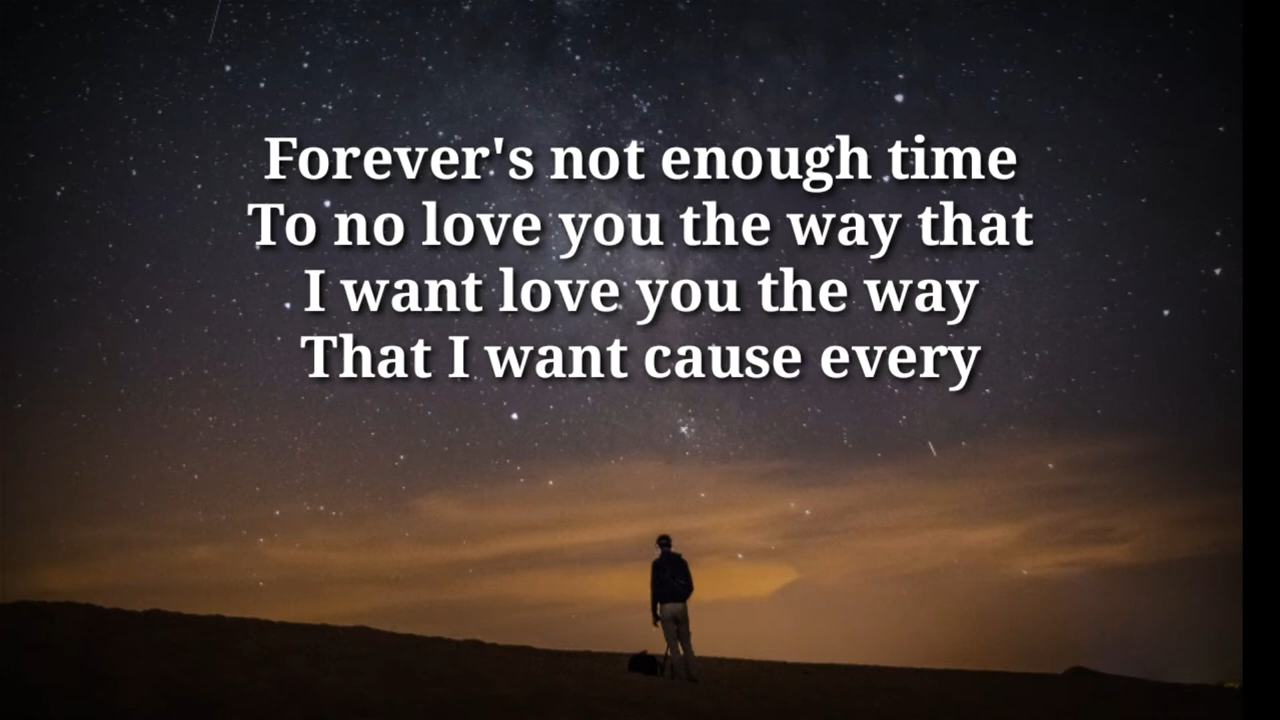 Forever's not enough time
To no love you the way that
I want love you the way
That I want cause every